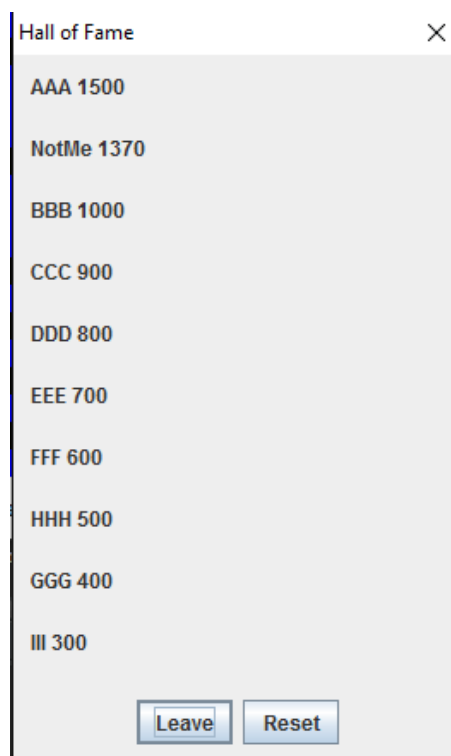 Hall of Fame
AAA 1500
NotMe 1370
BBB 1000
CCC 900
DDD 800
EEE 700
FFF 600
HHH 500
GGG 400
III 300
Leave Reset